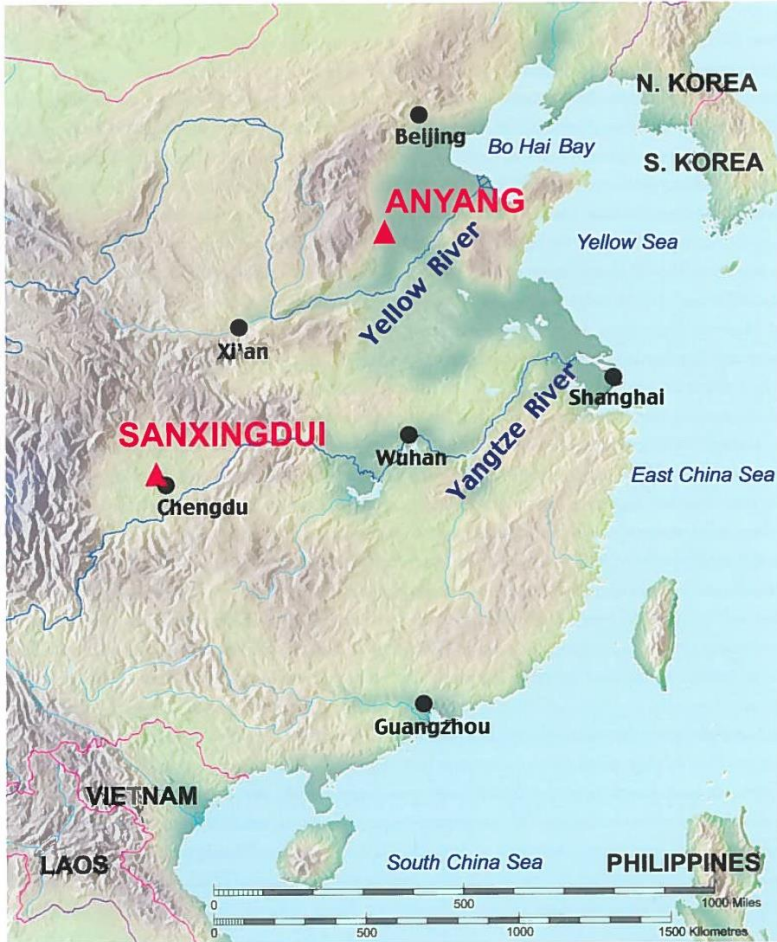 N. KOREA
Beijing
Bo Hai Bay
S. KOREA
ANYANG
Yellow Sea
Yellow River
Xi'an
Shanghai
SANXINGDUI
Wuhan
Yangtze River
East China Sea
Chengdu
Guangzhou
VIETNAM
LAOS
South China Sea
PHILIPPINES
0 500 1000 Miles
0 500 1000 1500 Kilometres